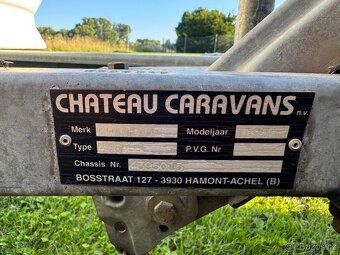 CHATEAU CARAVANS n.v.
Merk Modeljaar
Type P.V.G. Nr
Chassis Nr.
BOSSTRAAT 127 - 3930 HAMONT-ACHEL (B)